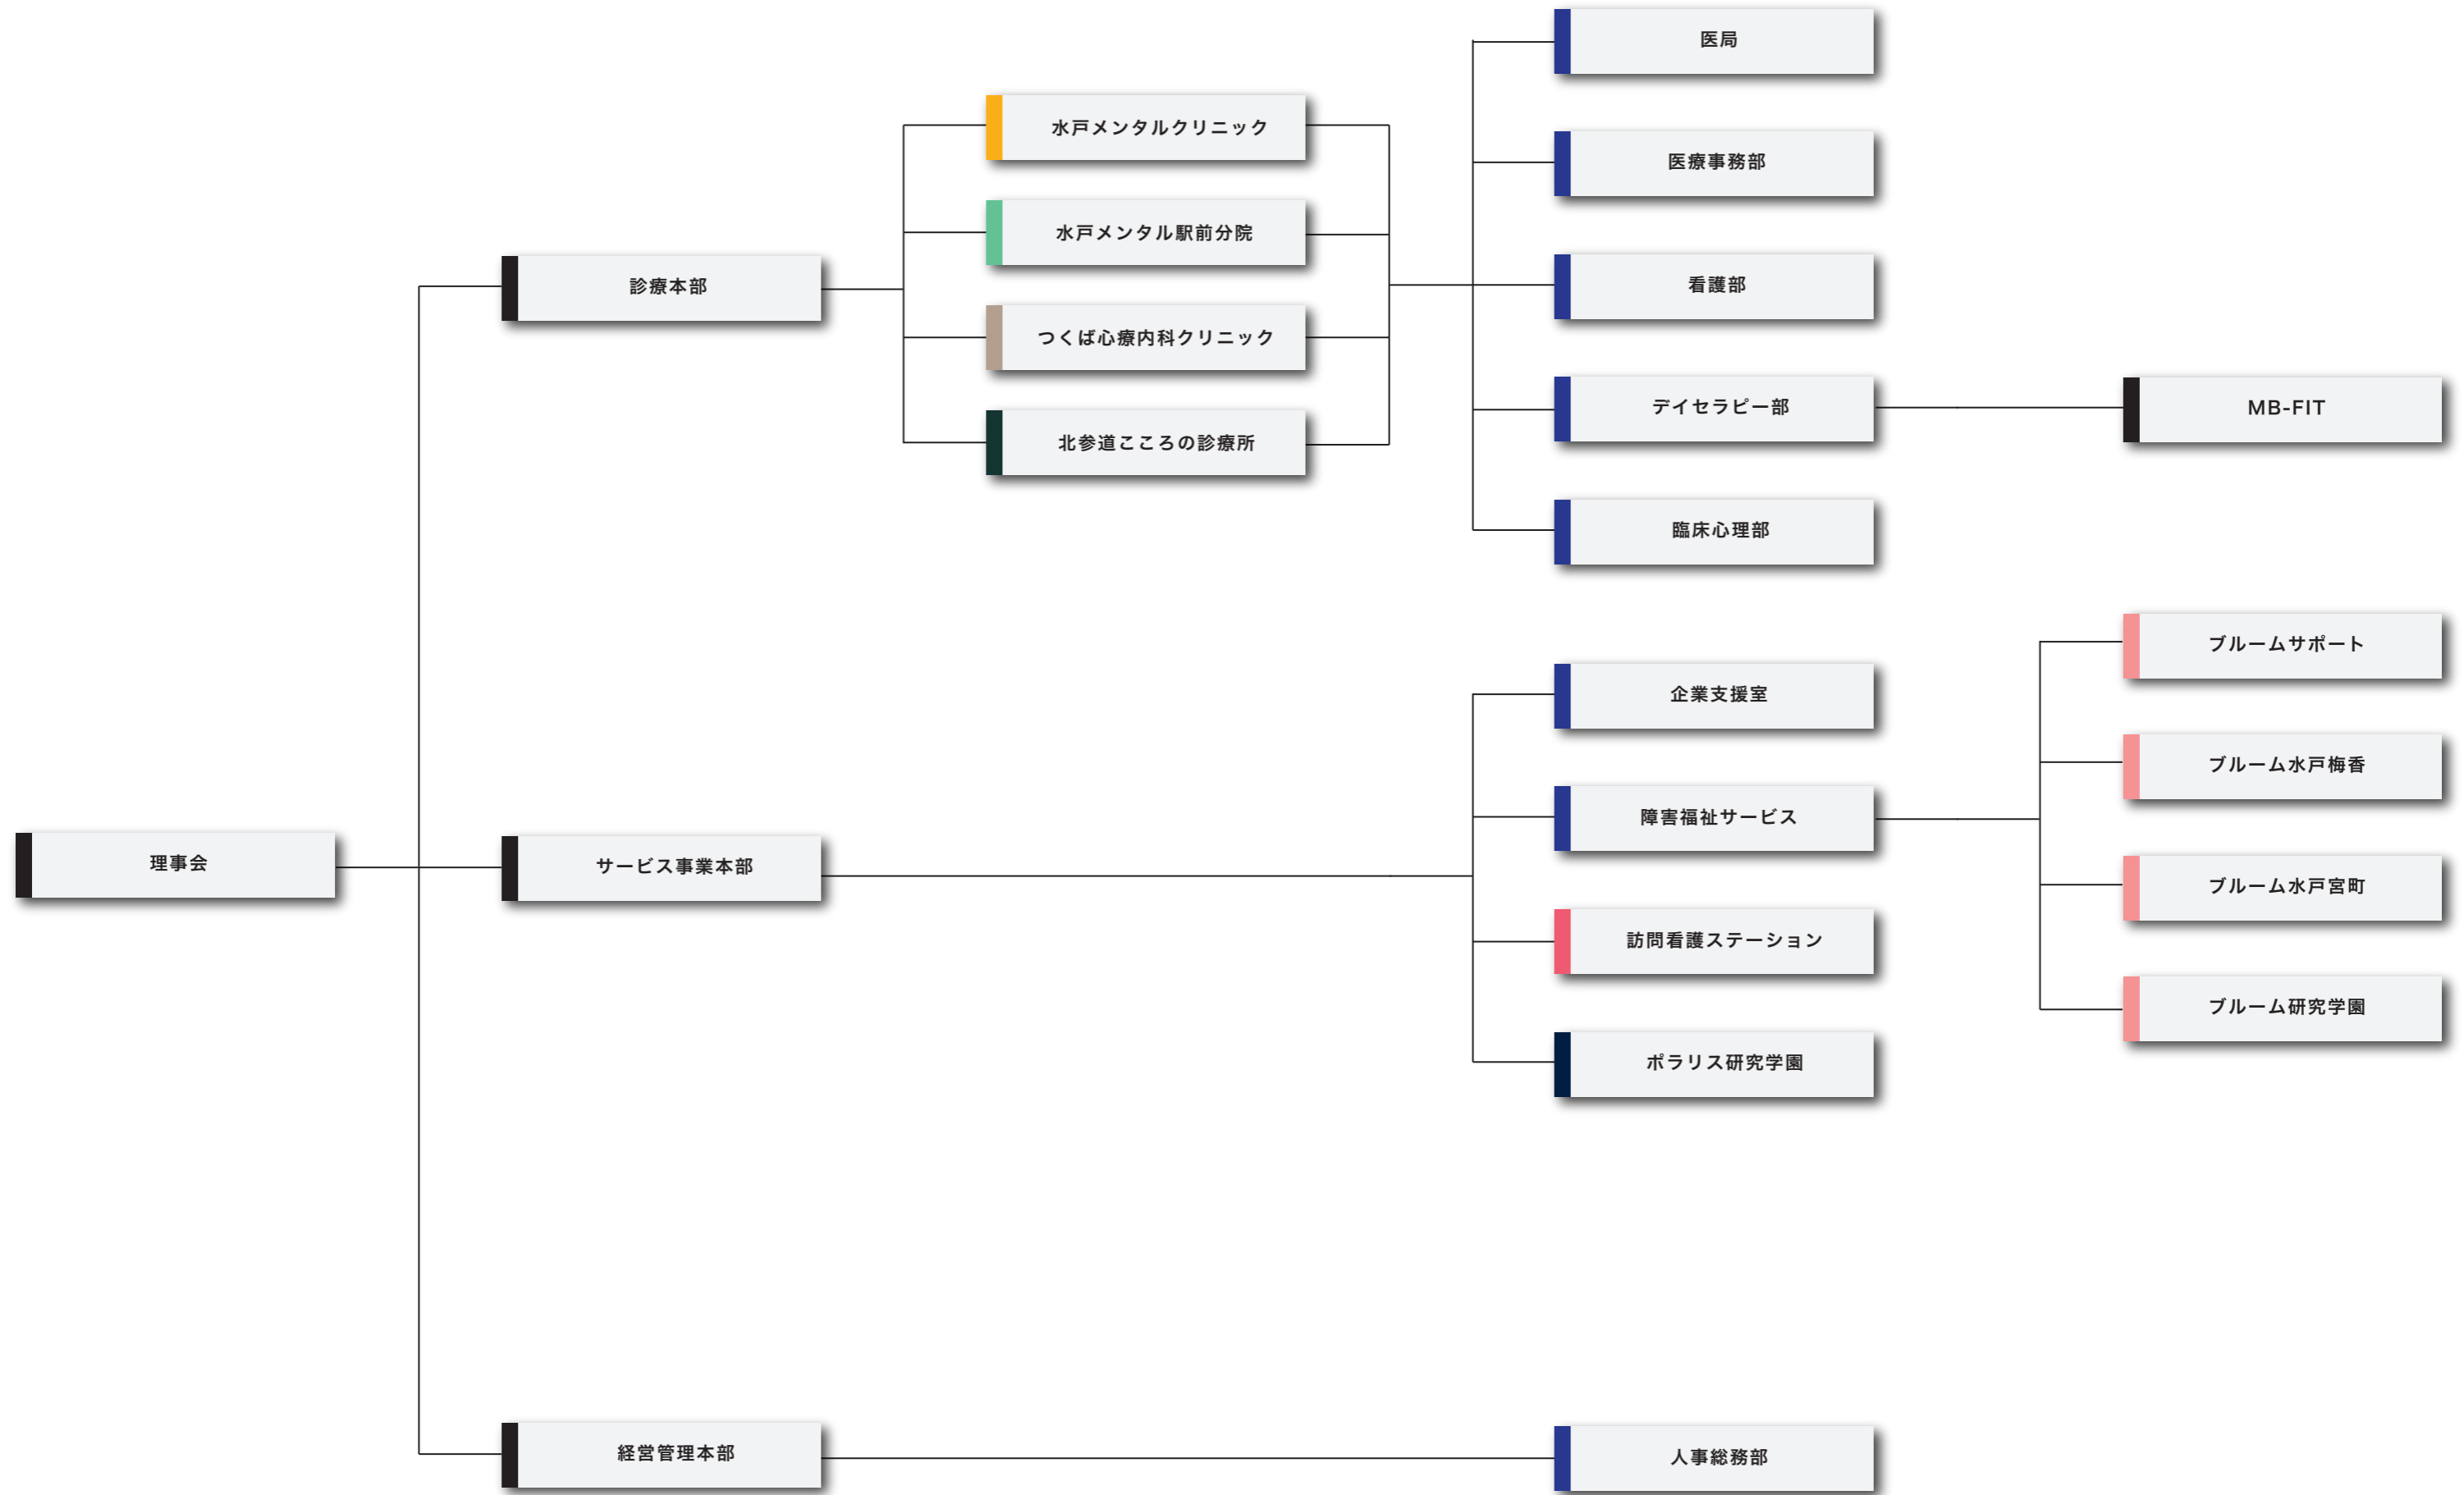 理事会
診療本部
サービス事業本部
経営管理本部
水戸メンタルクリニック
水戸メンタル駅前分院
つくば心療内科クリニック
北参道こころの診療所
医局
医療事務部
看護部
デイセラピー部
臨床心理部
企業支援室
障害福祉サービス
訪問看護ステーション
ポラリス研究学園
人事総務部
MB-FIT
ブルームサポート
ブルーム水戸梅香
ブルーム水戸宮町
ブルーム研究学園